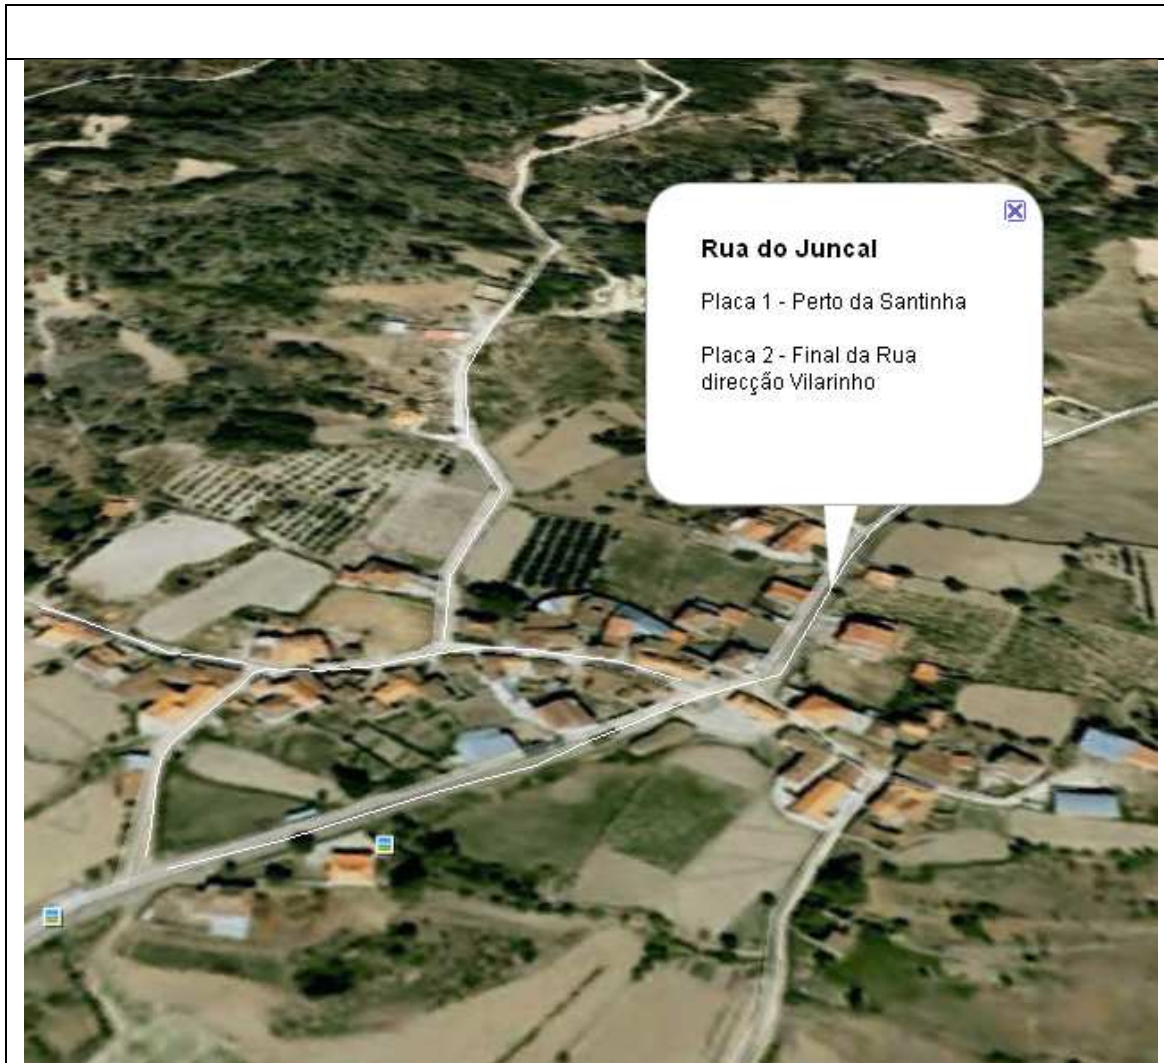 Rua do Juncal
Placa 1 - Perto da Santinha
Placa 2 - Final da Rua
direcção Vilarinho